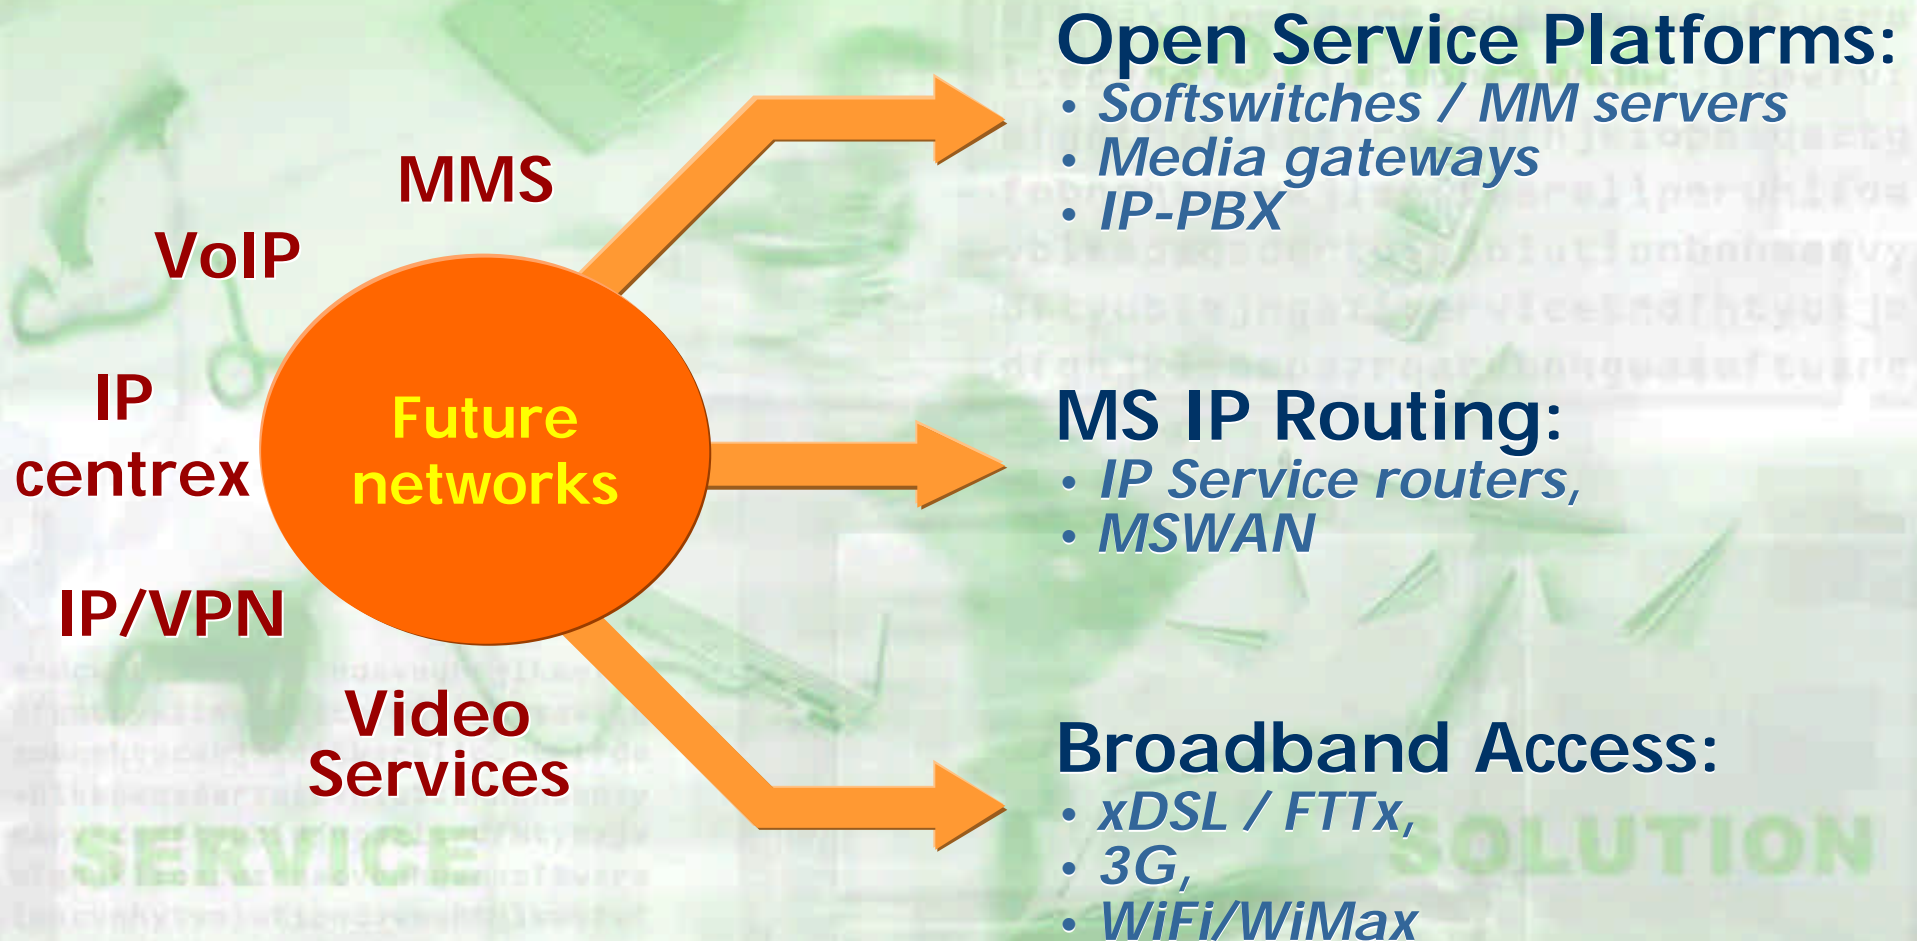 MMS
VoIP
IP
centrex
IP/VPN
Video
Services
Future
networks
Open Service Platforms:
• Softswitches / MM servers
• Media gateways
• IP-PBX
MS IP Routing:
• IP Service routers,
• MSWAN
Broadband Access:
• xDSL / FTTx,
• 3G,
• WiFi/WiMax
SERVICE
SOLUTION